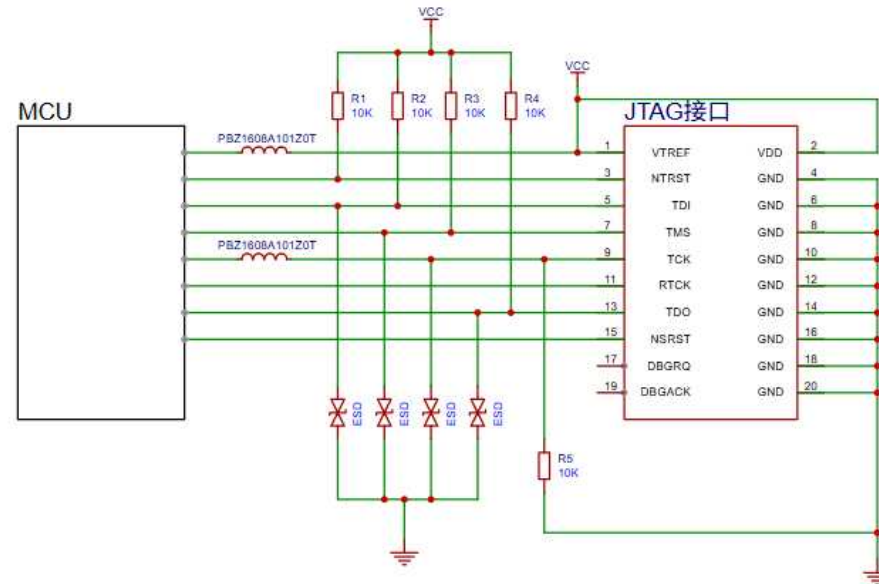 VCC
VCC
MCU
JTAG接口
R1
10K
R2
10K
R3
10K
R4
10K
PBZ1608A101Z0T
PBZ1608A101Z0T
1 VTREF VDD 2
3 NTRST GND 4
5 TDI GND 6
7 TMS GND 8
9 TCK GND 10
11 RTCK GND 12
13 TDO GND 14
15 NSRST GND 16
17 DBGRQ GND 18
19 DBGACK GND 20
ESD
ESD
ESD
ESD
R5
10K